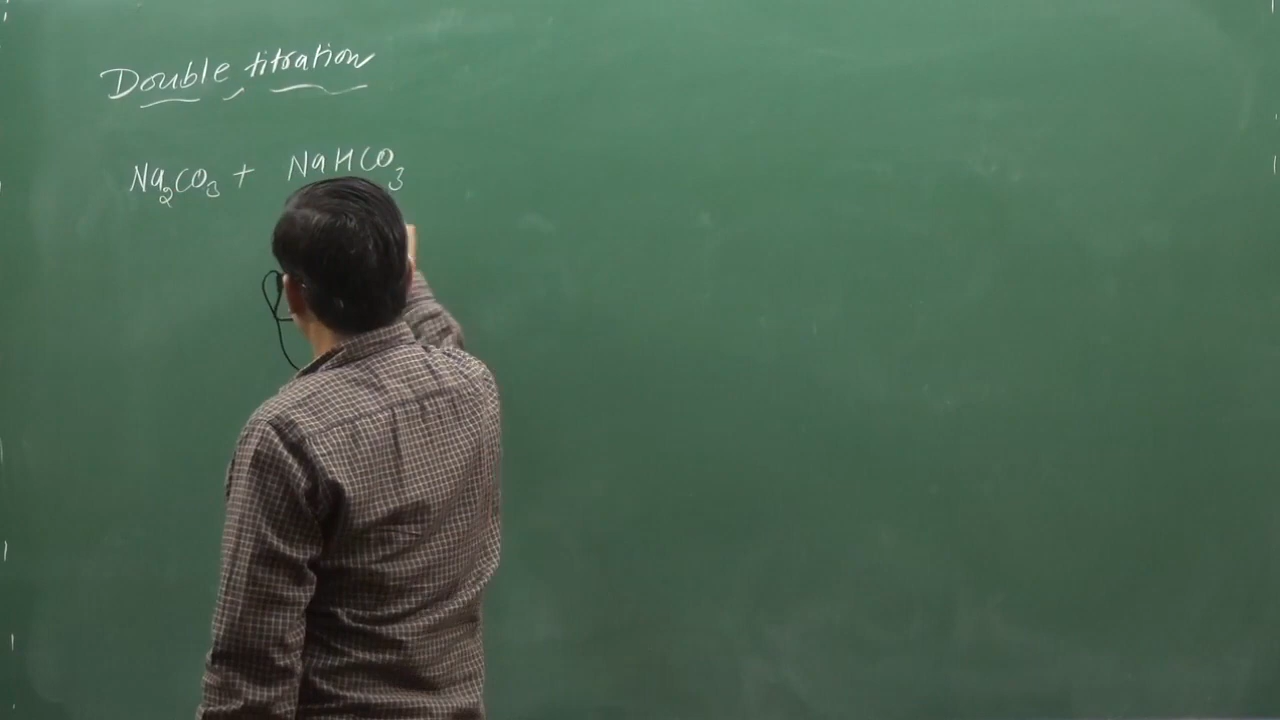 Double titration
Na₂CO₃ + NaHCO₃